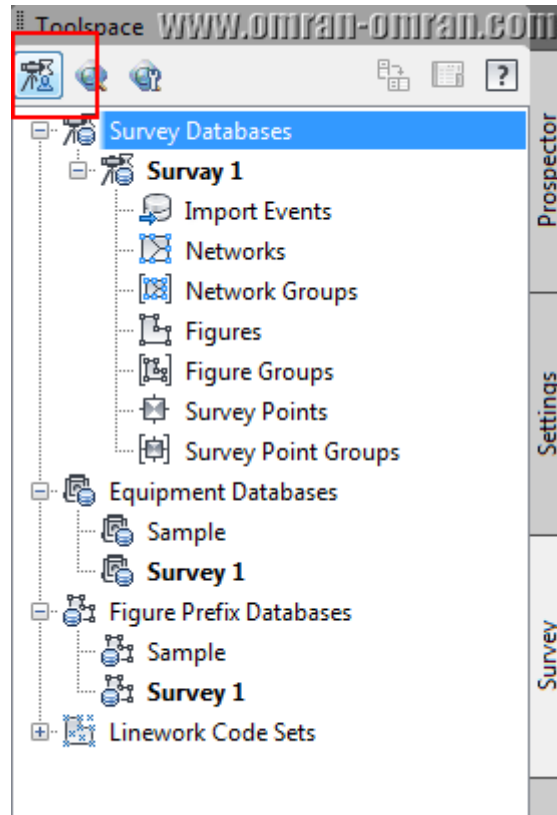 Toolspace www.omran-omran.com
?
Survey Databases
Survay 1
Import Events
Networks
Network Groups
Figures
Figure Groups
Survey Points
Survey Point Groups
Equipment Databases
Sample
Survey 1
Figure Prefix Databases
Sample
Survey 1
Linework Code Sets
Prospector
Settings
Survey